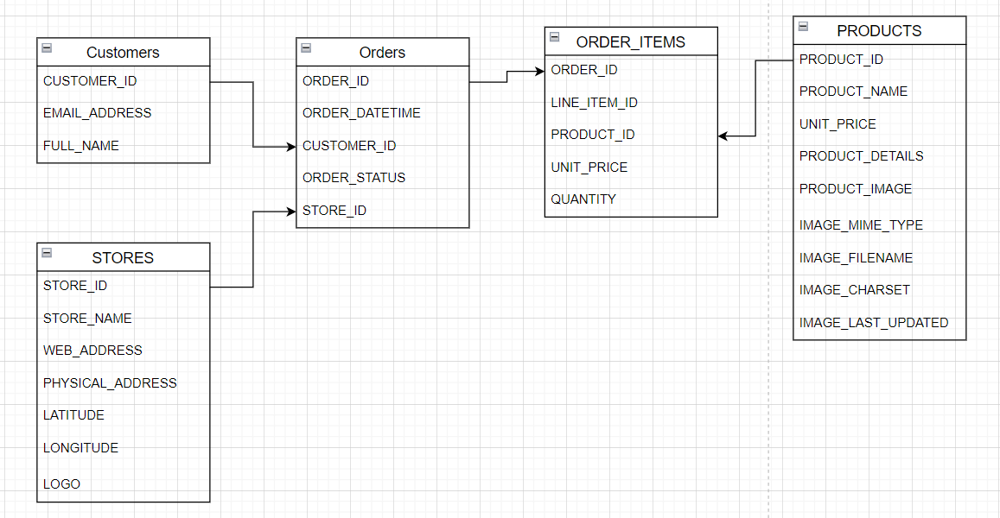 Customers
CUSTOMER_ID
EMAIL_ADDRESS
FULL_NAME
Orders
ORDER_ID
ORDER_DATETIME
CUSTOMER_ID
ORDER_STATUS
STORE_ID
ORDER_ITEMS
ORDER_ID
LINE_ITEM_ID
PRODUCT_ID
UNIT_PRICE
QUANTITY
PRODUCTS
PRODUCT_ID
PRODUCT_NAME
UNIT_PRICE
PRODUCT_DETAILS
PRODUCT_IMAGE
IMAGE_MIME_TYPE
IMAGE_FILENAME
IMAGE_CHARSET
IMAGE_LAST_UPDATED
STORES
STORE_ID
STORE_NAME
WEB_ADDRESS
PHYSICAL_ADDRESS
LATITUDE
LONGITUDE
LOGO